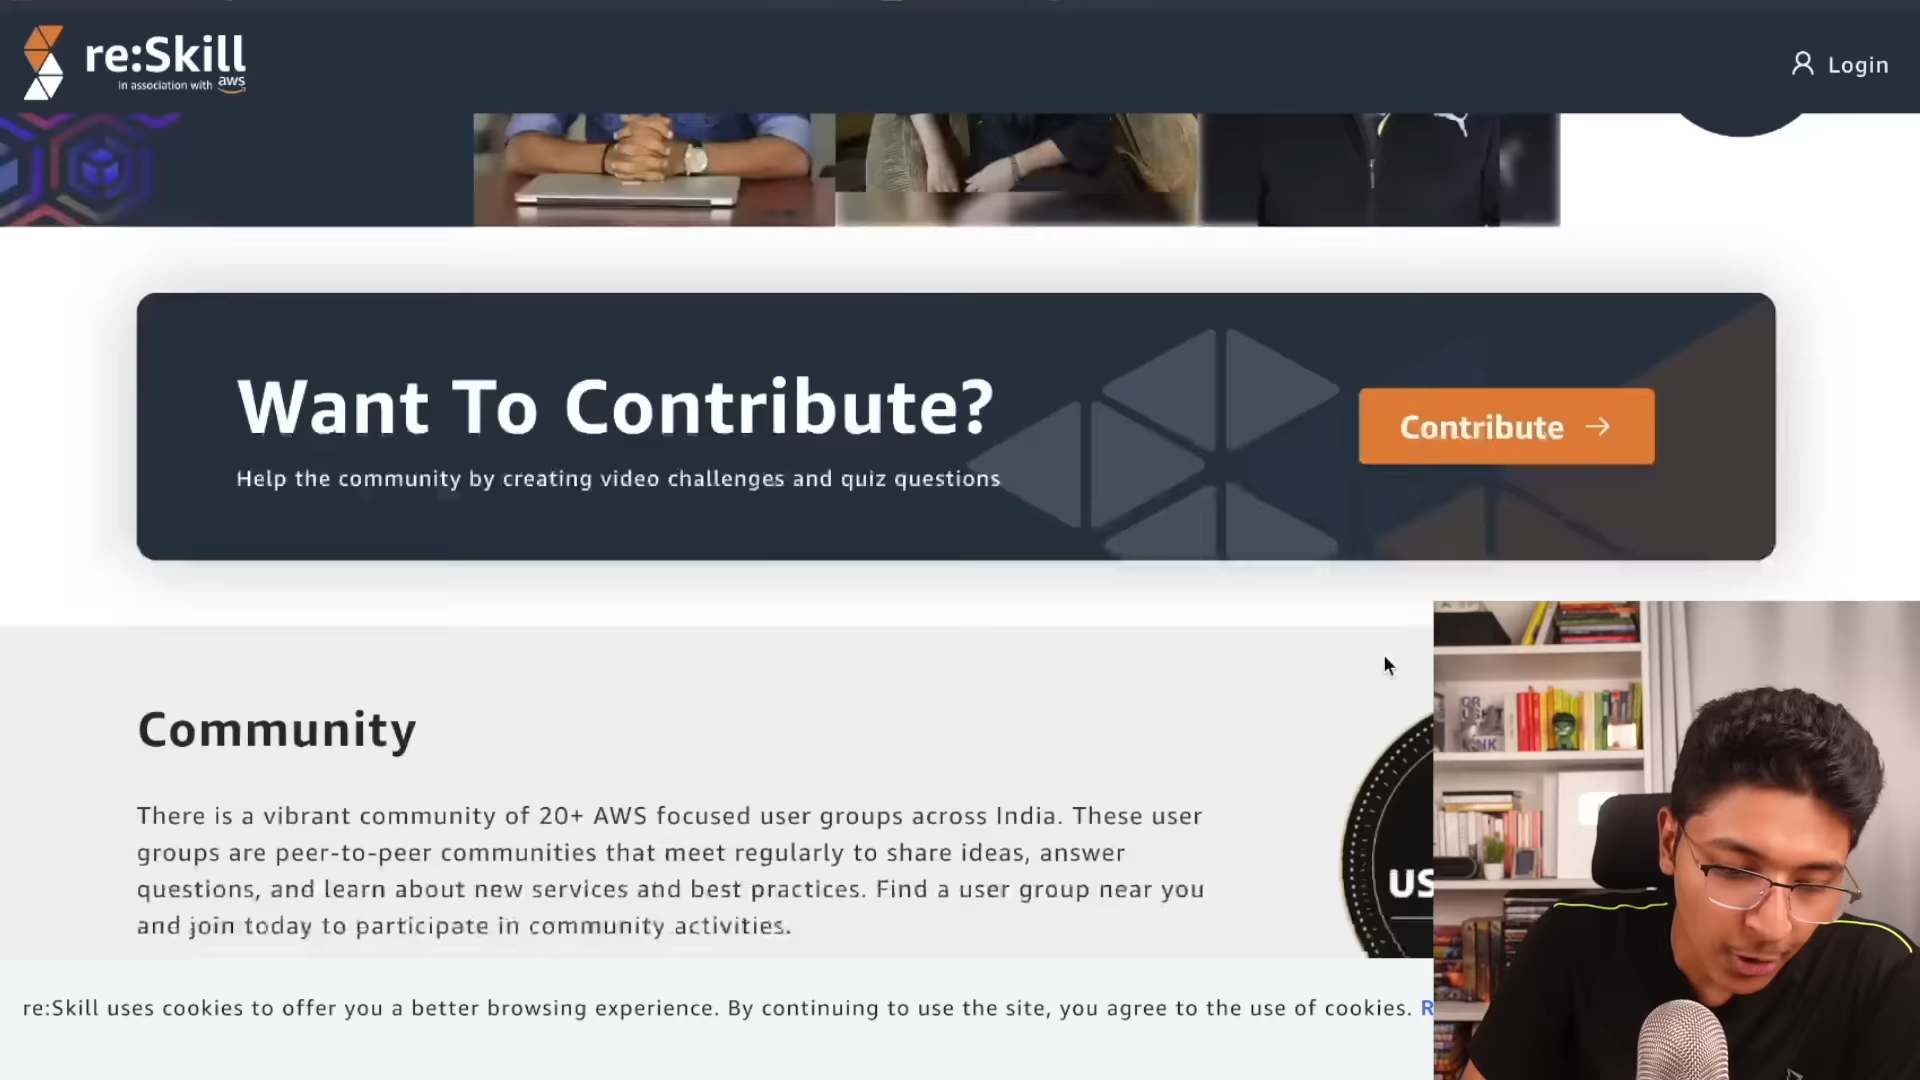 re:Skill
in association with aws
Login
Want To Contribute?
Help the community by creating video challenges and quiz questions
Contribute
Community
There is a vibrant community of 20+ AWS focused user groups across India. These user
groups are peer-to-peer communities that meet regularly to share ideas, answer
questions, and learn about new services and best practices. Find a user group near you
and join today to participate in community activities.
US
re:Skill uses cookies to offer you a better browsing experience. By continuing to use the site, you agree to the use of cookies. R